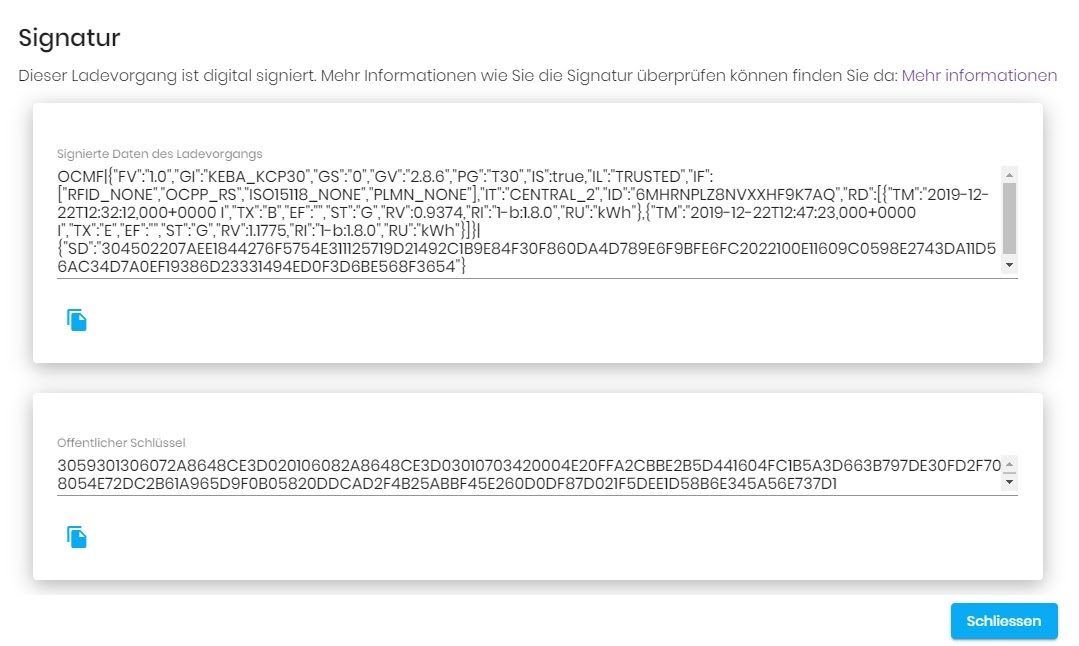 Signatur
Dieser Ladevorgang ist digital signiert. Mehr Informationen wie Sie die Signatur überprüfen können finden Sie da: Mehr informationen
Signierte Daten des Ladevorgangs
OCMF|{"FV":"1.0","GI":"KEBA_KCP30","GS":"0","GV":"2.8.6","PG":"T30","IS":true,"IL":"TRUSTED","IF":
["RFID_NONE","OCPP_RS","ISO15118_NONE","PLMN_NONE"],"IT":"CENTRAL_2","ID":"6MHRNPLZ8NVXXHF9K7AQ","RD":[{"TM":"2019-12-
22T12:32:12,000+0000 I","TX":"B","EF":"","ST":"G","RV":0.9374,"RI":"1-b:1.8.0","RU":"kWh"},{"TM":"2019-12-22T12:47:23,000+0000
I","TX":"E","EF":"","ST":"G","RV":1.1775,"RI":"1-b:1.8.0","RU":"kWh"}]}|
{"SD":"304502207AEE1844276F5754E311125719D21492C1B9E84F30F860DA4D789E6F9BFE6FC2022100E11609C0598E2743DA11D5
6AC34D7A0EF19386D23331494ED0F3D6BE568F3654"}
Öffentlicher Schlüssel
3059301306072A8648CE3D020106082A8648CE3D03010703420004E20FFA2CBBE2B5D441604FC1B5A3D663B797DE30FD2F70
8054E72DC2B61A965D9F0B05820DDCAD2F4B25ABBF45E260D0DF87D021F5DEE1D58B6E345A56E737D1
Schliessen